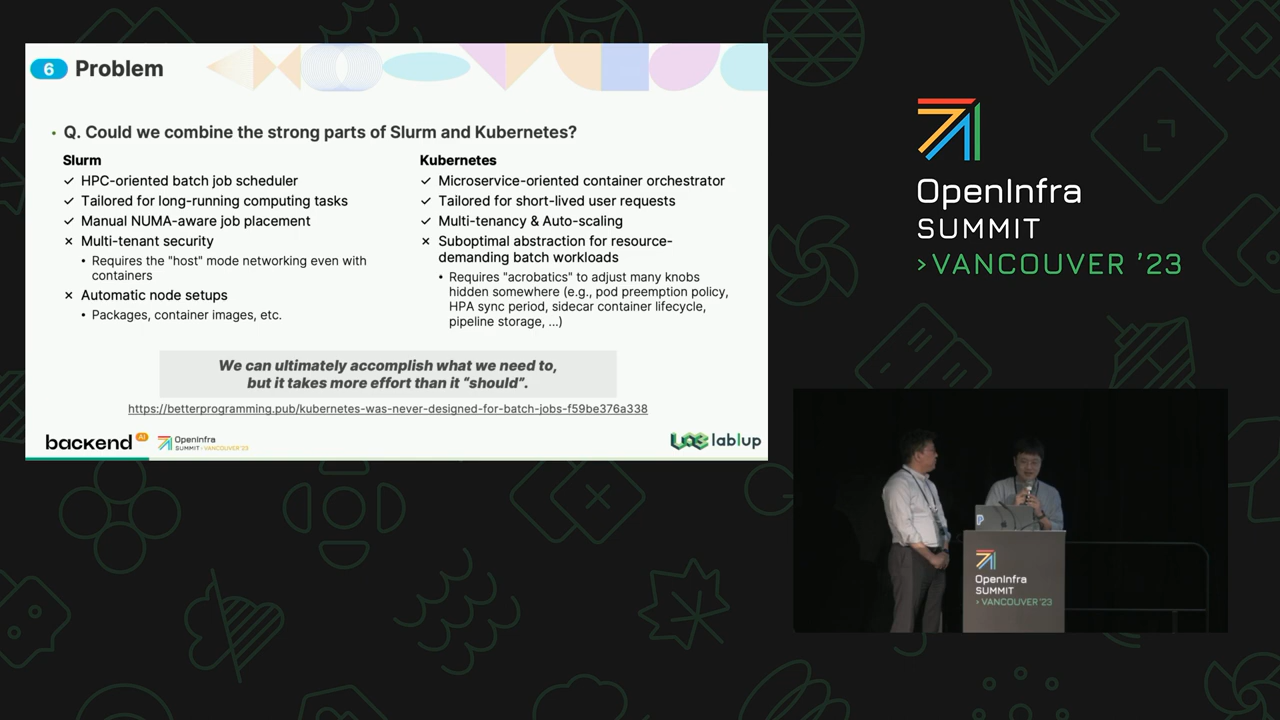 6 Problem
• Q. Could we combine the strong parts of Slurm and Kubernetes?
Slurm
✓ HPC-oriented batch job scheduler
✓ Tailored for long-running computing tasks
✓ Manual NUMA-aware job placement
× Multi-tenant security
• Requires the "host" mode networking even with
containers
× Automatic node setups
• Packages, container images, etc.
Kubernetes
✓ Microservice-oriented container orchestrator
✓ Tailored for short-lived user requests
✓ Multi-tenancy & Auto-scaling
× Suboptimal abstraction for resource-
demanding batch workloads
• Requires "acrobatics" to adjust many knobs
hidden somewhere (e.g., pod preemption policy,
HPA sync period, sidecar container lifecycle,
pipeline storage, ...)
We can ultimately accomplish what we need to,
but it takes more effort than it “should”.
https://betterprogramming.pub/kubernetes-was-never-designed-for-batch-jobs-f59be376a338
backend AI
OpenInfra
SUMMIT >VANCOUVER '23
lablup
OpenInfra
SUMMIT
>VANCOUVER ’23
OpenInfra
SUMMIT
>VANCOUVER '23